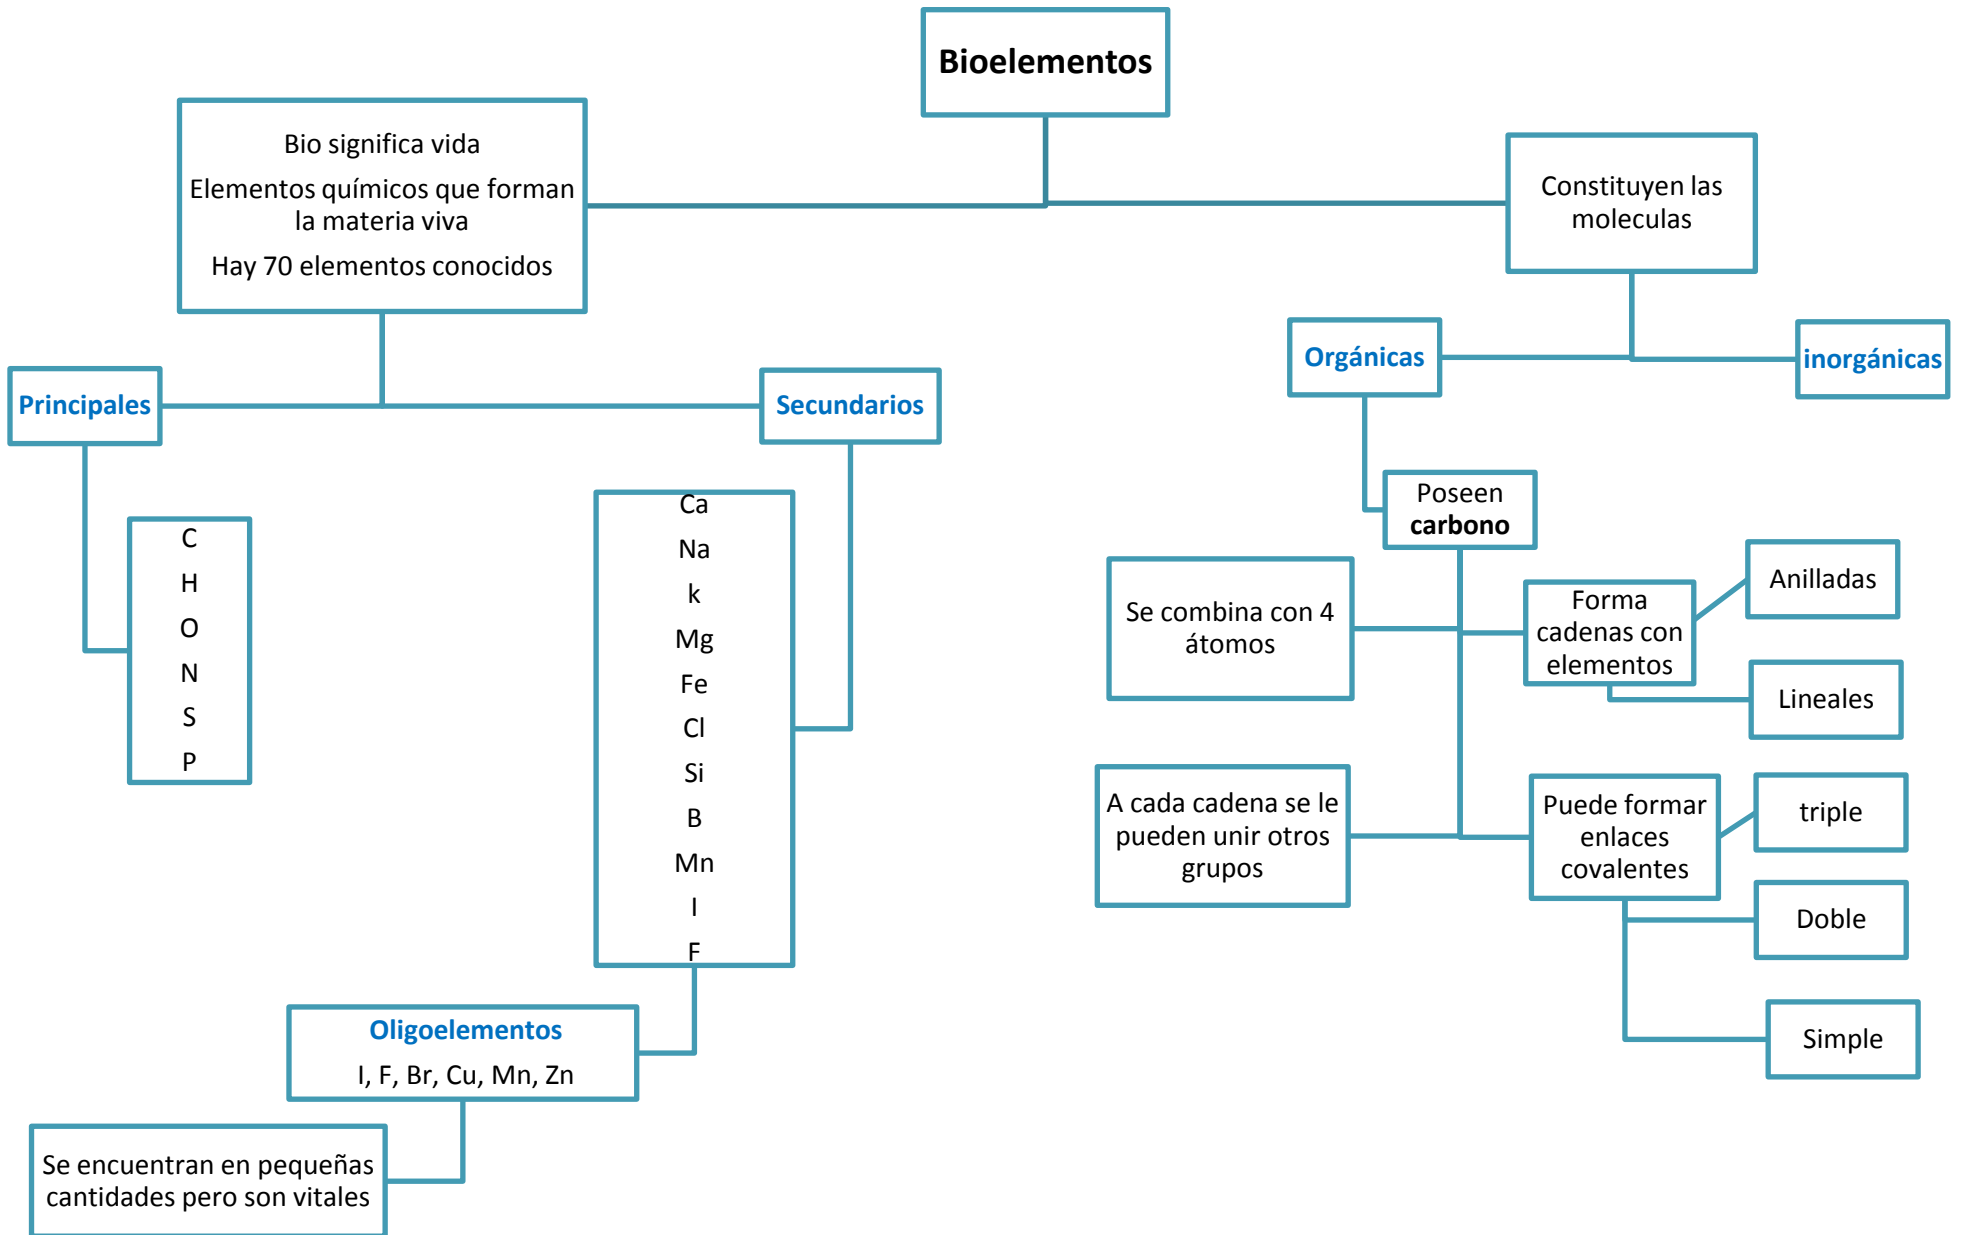 Bioelementos
Bio significa vida
Elementos químicos que forman
la materia viva
Hay 70 elementos conocidos
Constituyen las
moleculas
Principales
Secundarios
Orgánicas
inorgánicas
C
H
O
N
S
P
Ca
Na
k
Mg
Fe
Cl
Si
B
Mn
I
F
Oligoelementos
I, F, Br, Cu, Mn, Zn
Se encuentran en pequeñas
cantidades pero son vitales
Poseen
carbono
Se combina con 4
átomos
Forma
cadenas con
elementos
Anilladas
Lineales
A cada cadena se le
pueden unir otros
grupos
Puede formar
enlaces
covalentes
triple
Doble
Simple